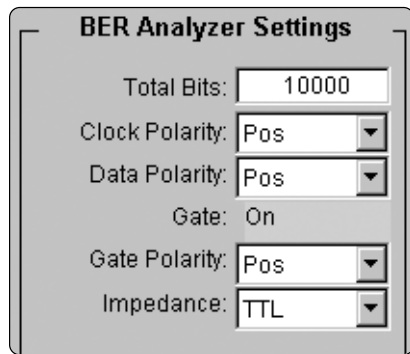 BER Analyzer Settings
Total Bits: 10000
Clock Polarity: Pos
Data Polarity: Pos
Gate: On
Gate Polarity: Pos
Impedance: TTL